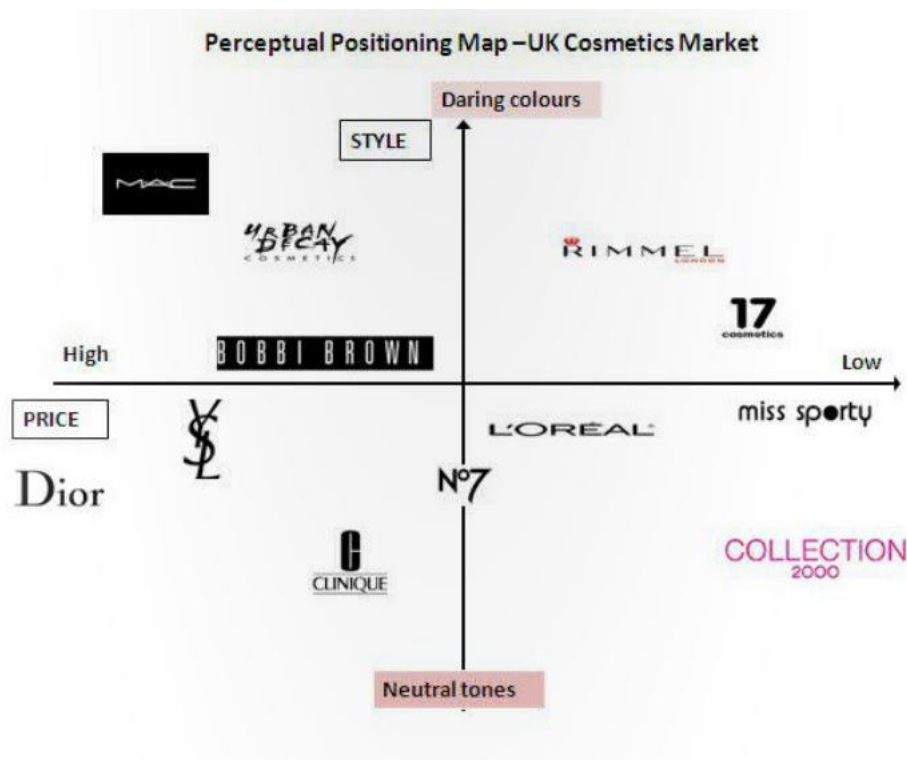 Perceptual Positioning Map –UK Cosmetics Market
Daring colours
STYLE
MAC
URBAN
DECAY
COSMETICS
RIMMEL
LONDON
17
cosmetics
High
BOBBI BROWN
Low
PRICE
YSL
L'ORÉAL
miss sporty
Dior
Nº7
C
CLINIQUE
COLLECTION
2000
Neutral tones